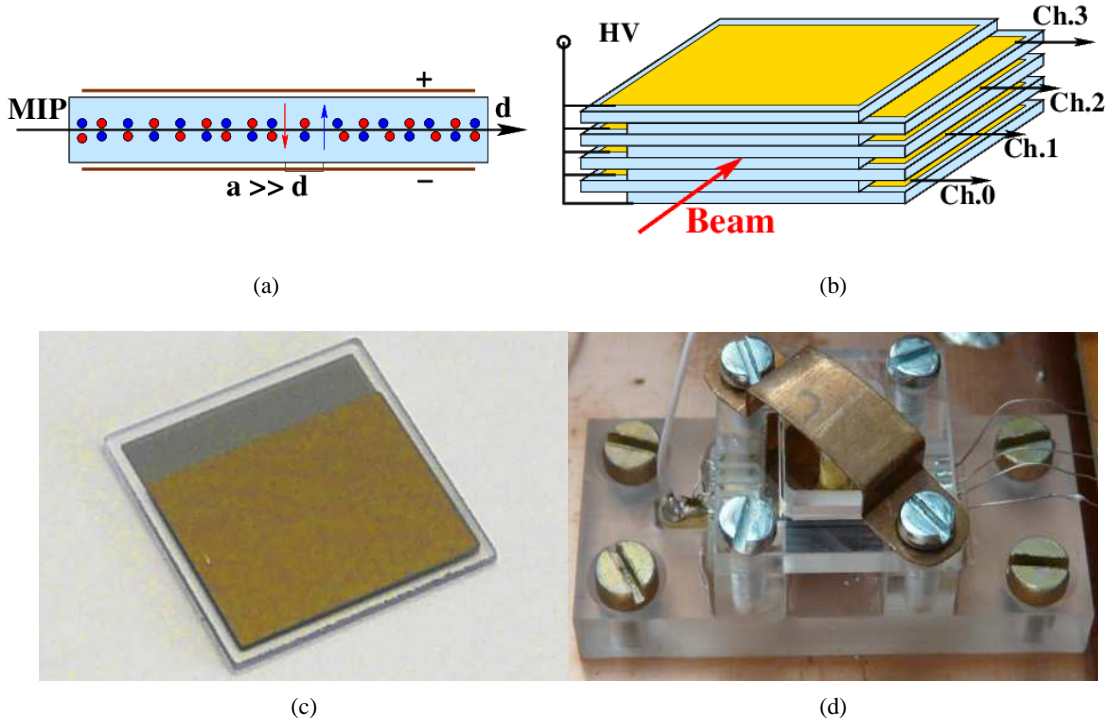 +
MIP
d
a >> d
−
(a)
HV
Ch.3
Ch.2
Ch.1
Ch.0
Beam
(b)
(c)
(d)